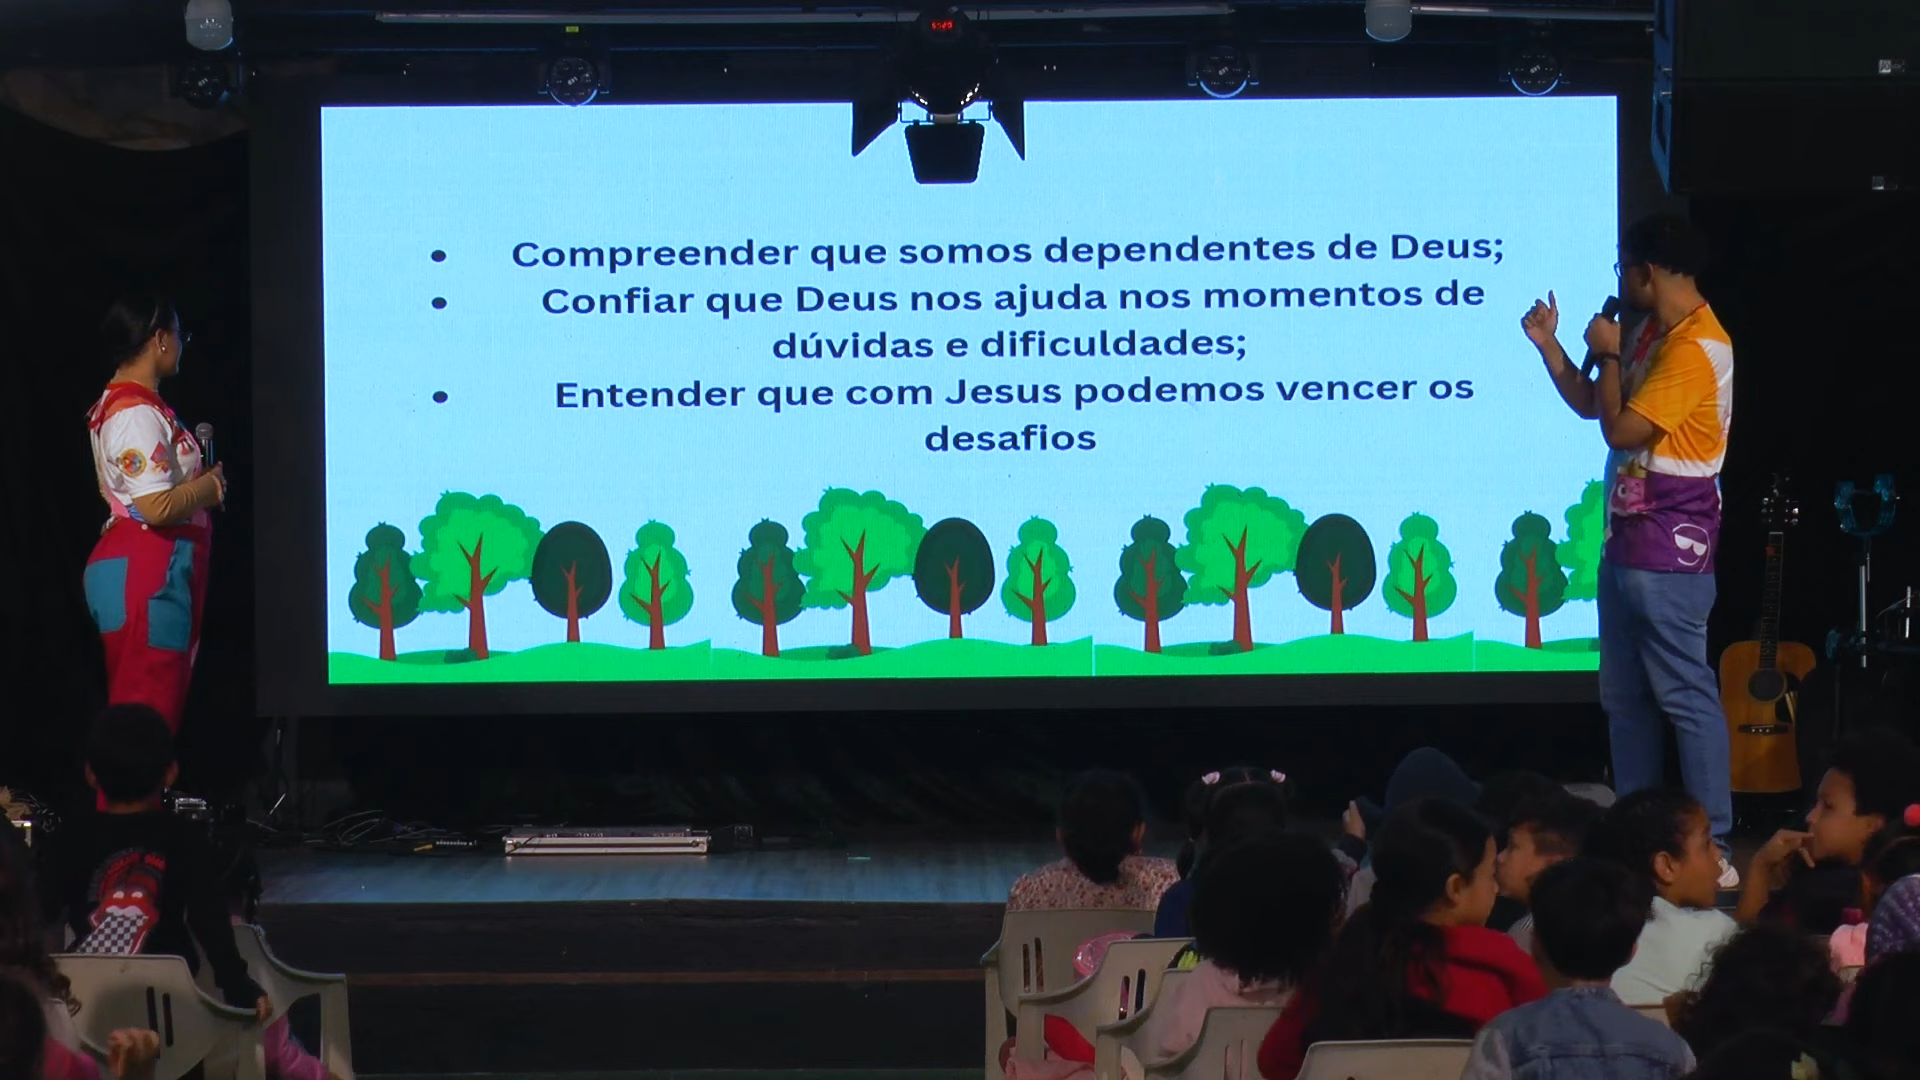 • Compreender que somos dependentes de Deus;
• Confiar que Deus nos ajuda nos momentos de
dúvidas e dificuldades;
• Entender que com Jesus podemos vencer os
desafios